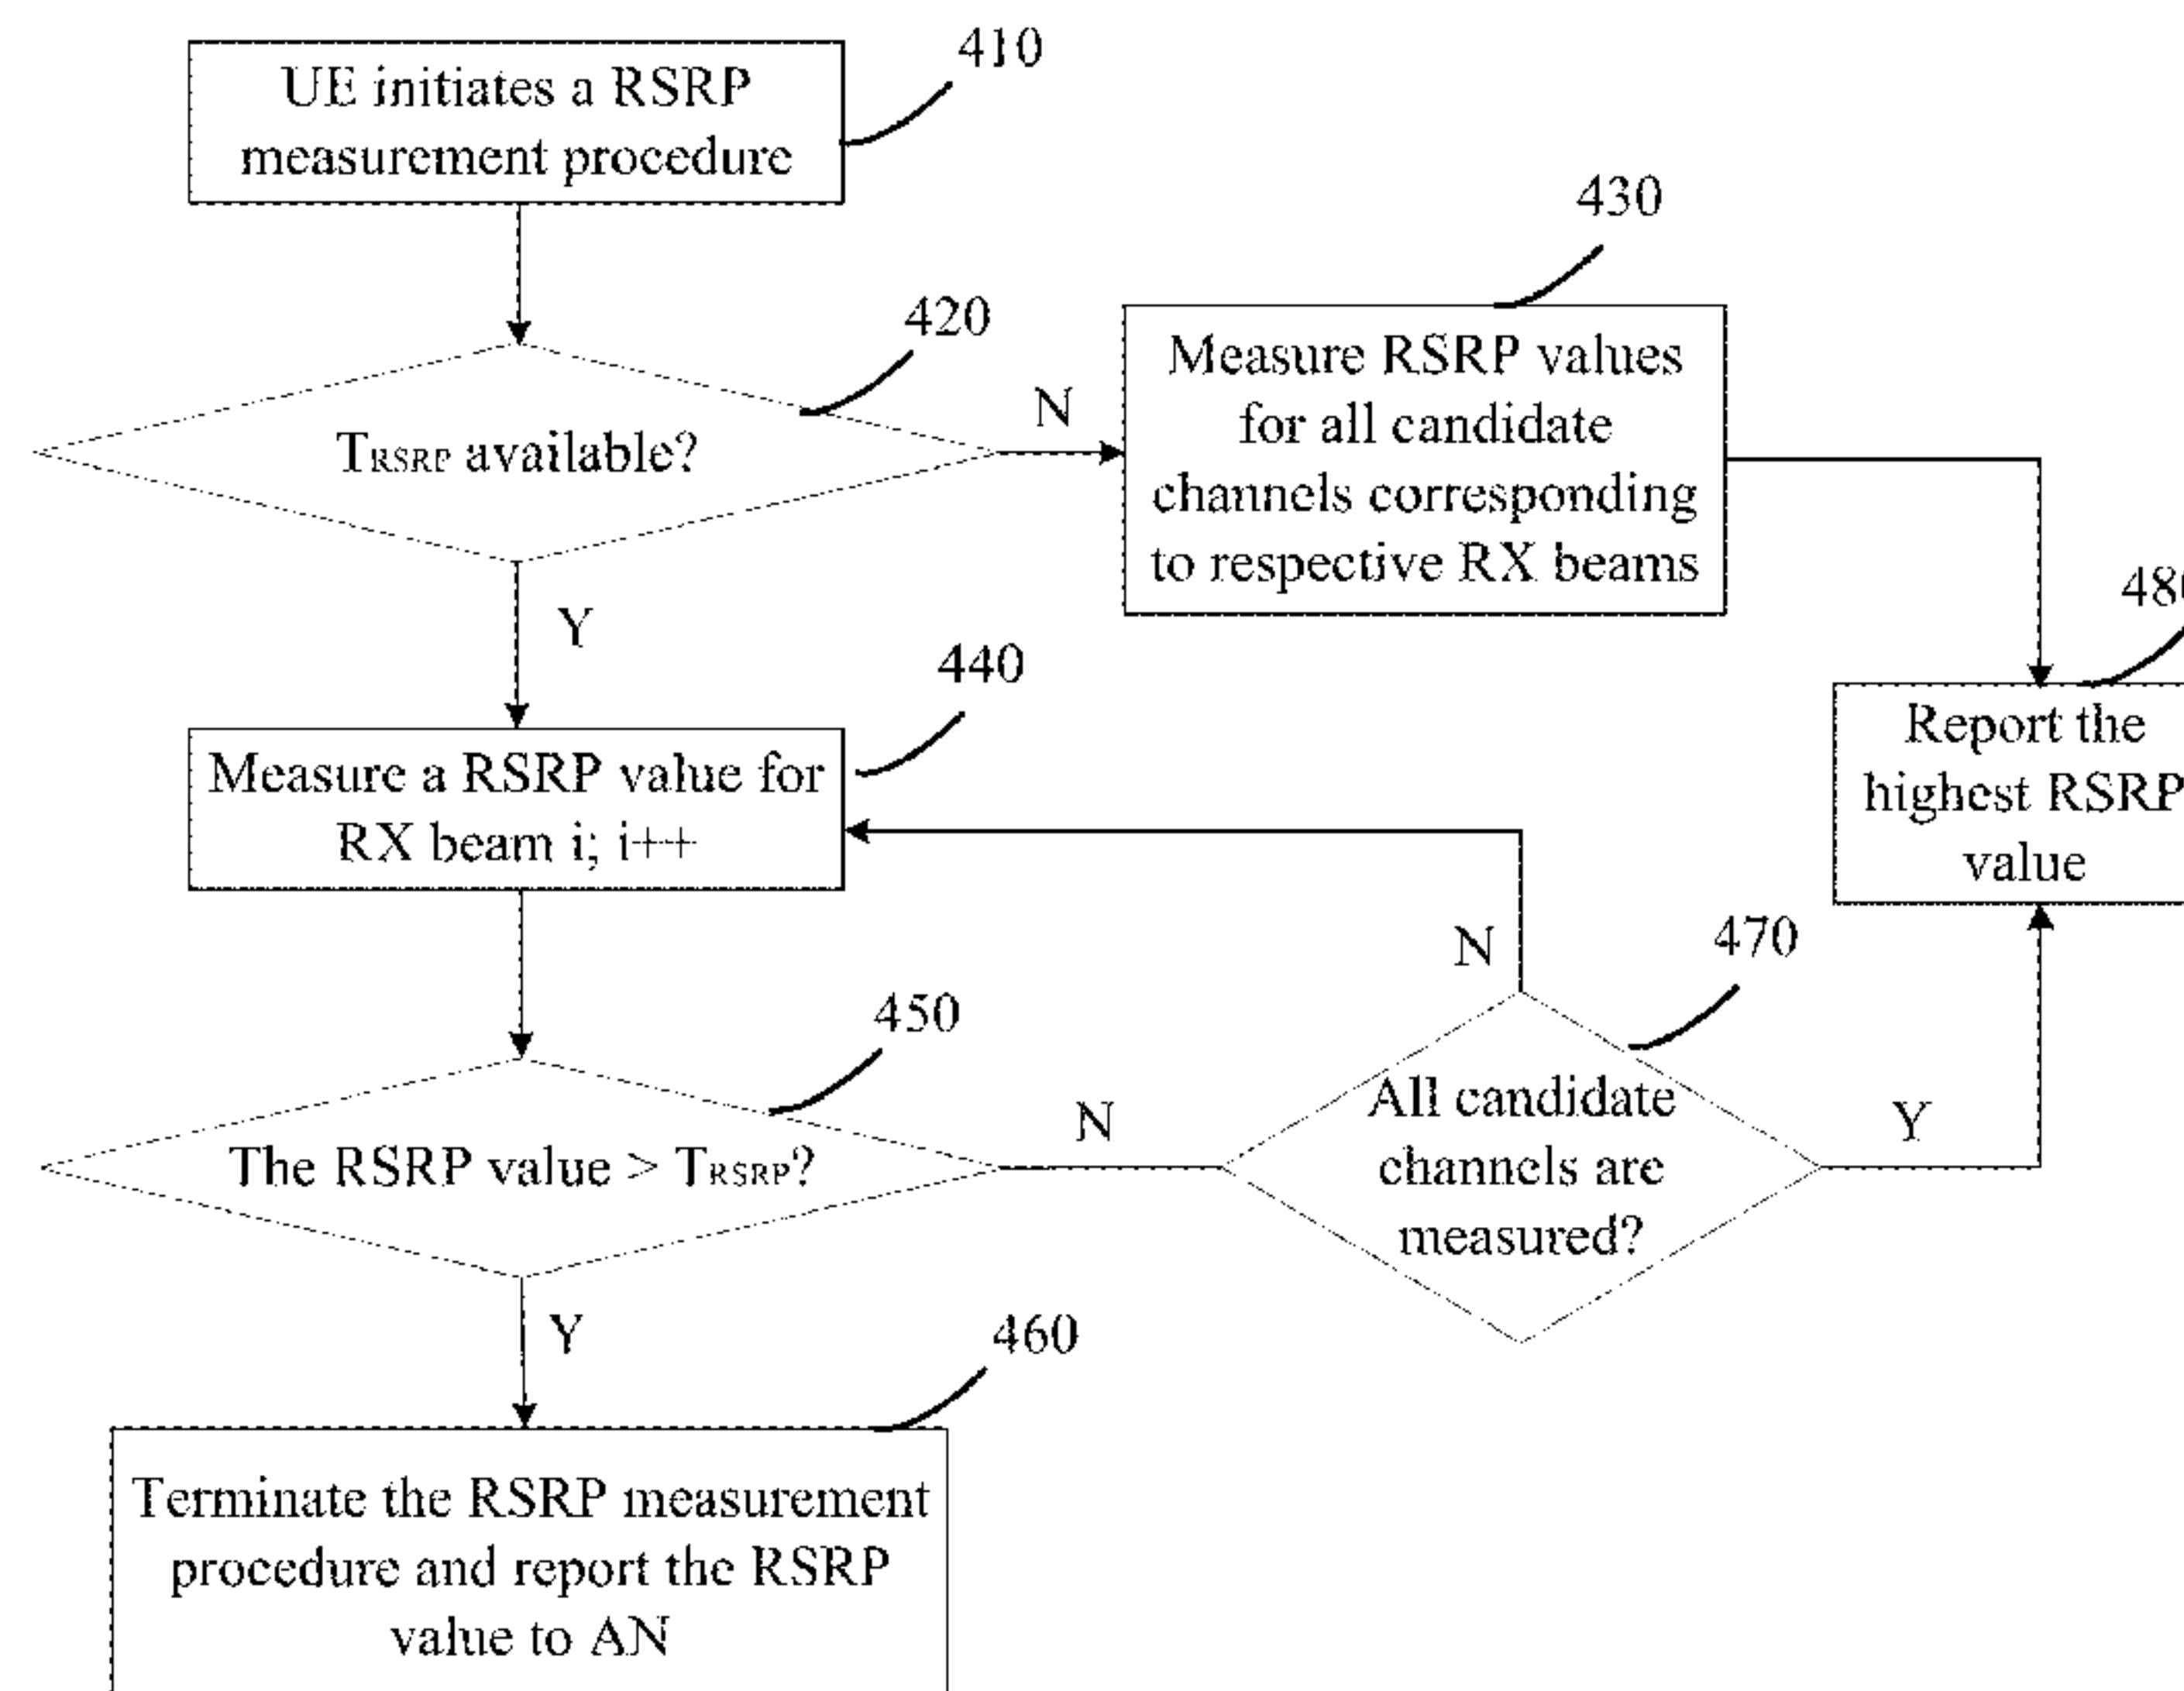 410
UE initiates a RSRP
measurement procedure
430
420
Measure RSRP values
for all candidate
channels corresponding
to respective RX beams
N
TRSRP available?
Y
440
Measure a RSRP value for
RX beam i; i++
Report the
highest RSRP
value
N
470
450
The RSRP value > TRSRP?
N
All candidate
channels are
measured?
Y
Y
460
Terminate the RSRP measurement
procedure and report the RSRP
value to AN